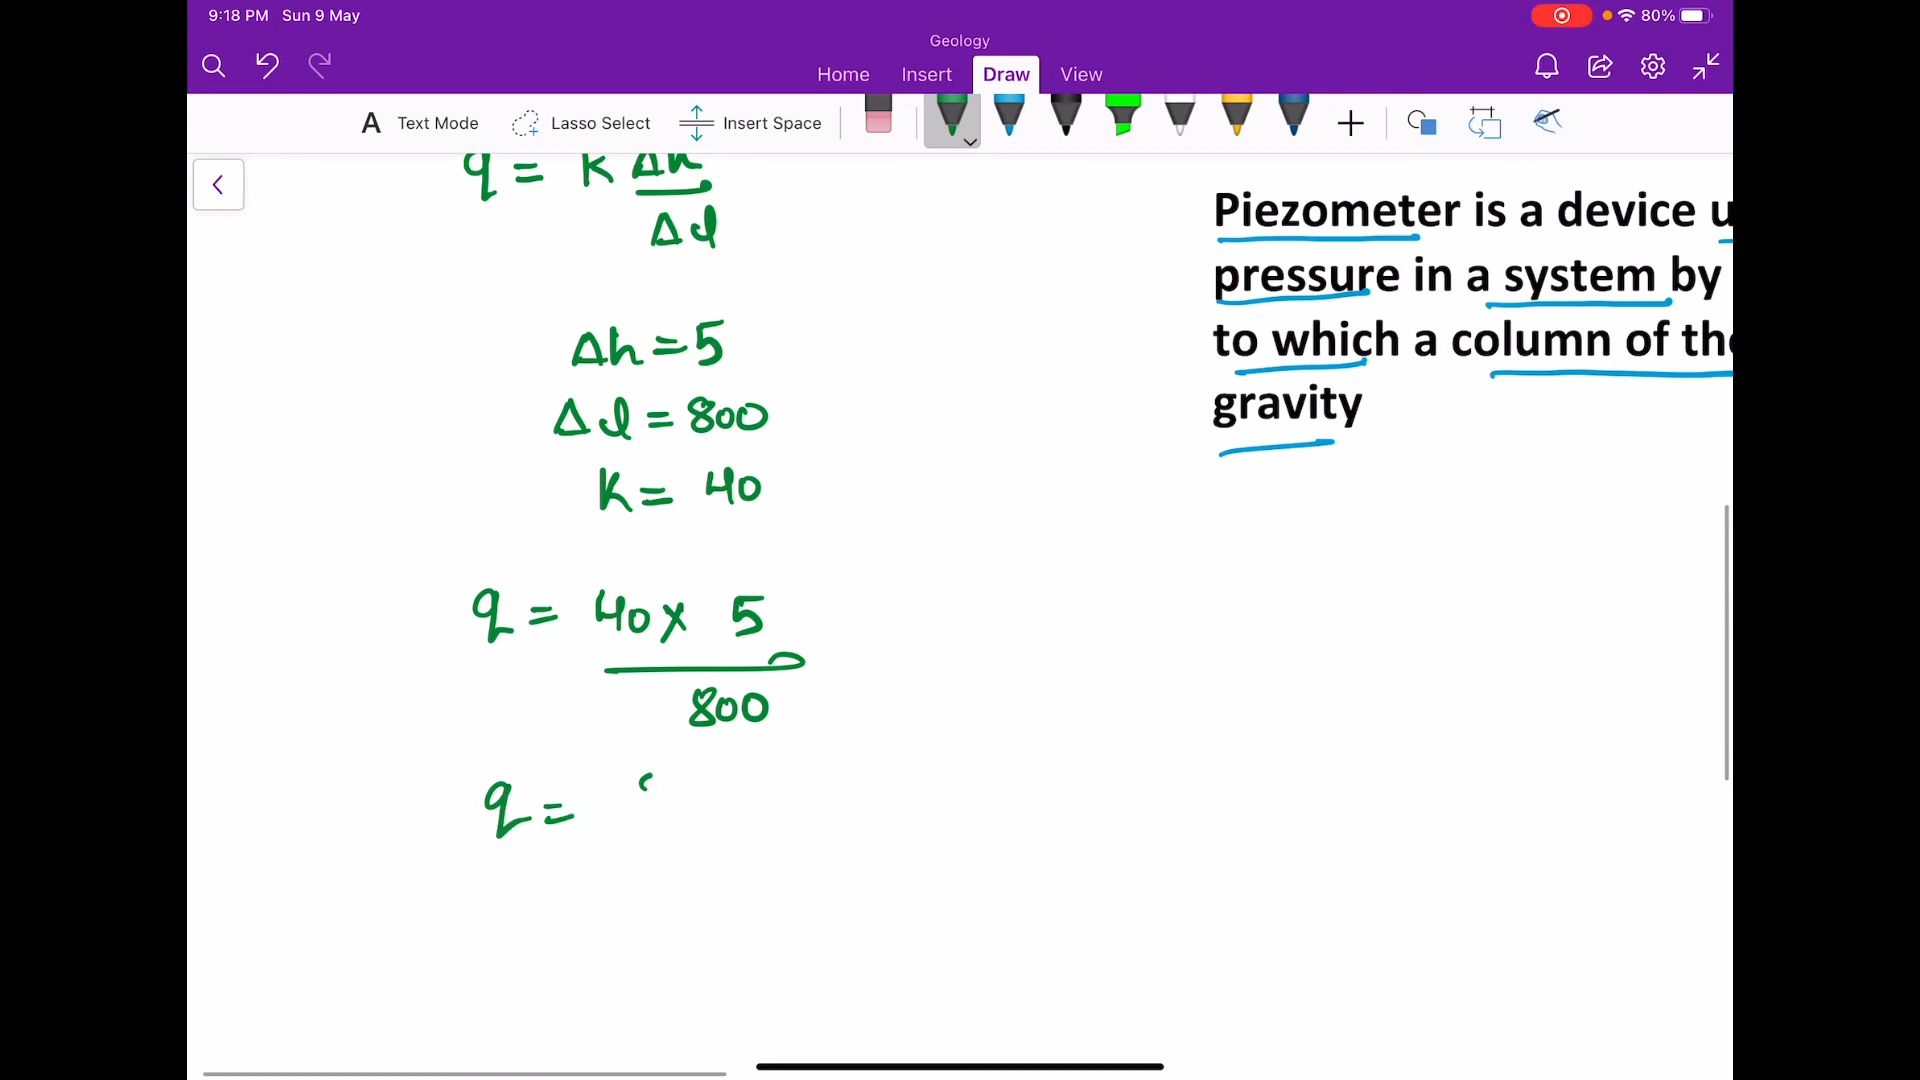 9:18 PM Sun 9 May
80%
Geology
Home Insert Draw View
A Text Mode Lasso Select Insert Space
q = K Δh
Δl
Δh = 5
Δl = 800
K = 40
q = 40 x 5
800
q =
Piezometer is a device u
pressure in a system by
to which a column of the
gravity